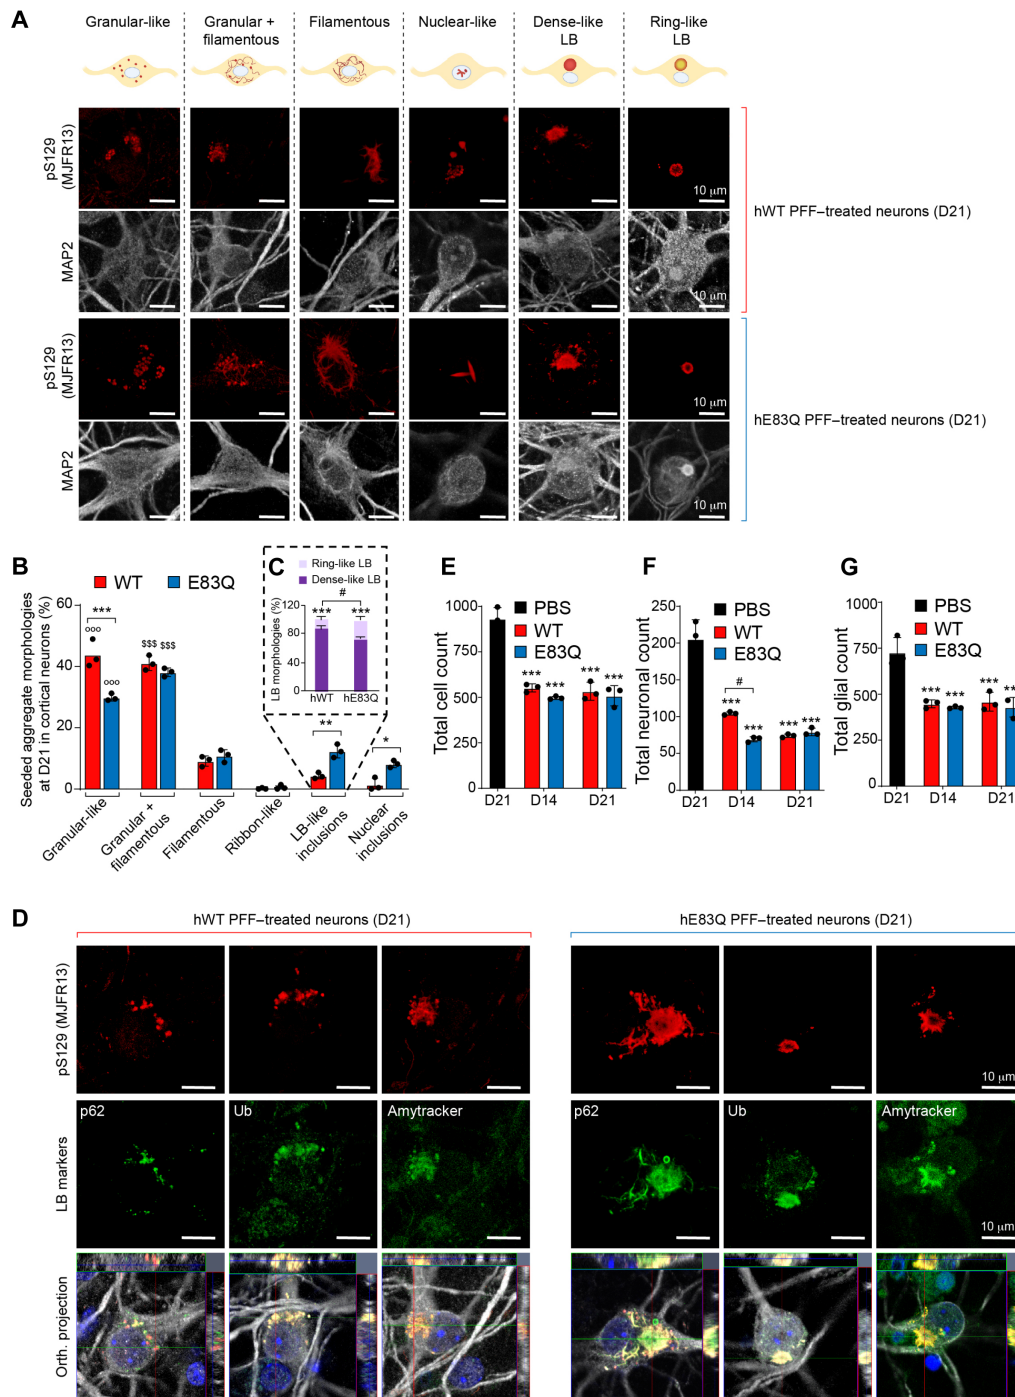 A
Granular-like
Granular +
filamentous
Filamentous
Nuclear-like
Dense-like
LB
Ring-like
LB
pS129
(MJFR13)
10 μm
MAP2
10 μm
hWT PFF–treated neurons (D21)
pS129
(MJFR13)
10 μm
MAP2
10 μm
hE83Q PFF–treated neurons (D21)
B
WT
E83Q
Seeded aggregate morphologies
at D21 in cortical neurons (%)
60
40
20
0
***
°°°
°°°
$$$
$$$
**
*
Granular-like
Granular +
filamentous
Filamentous
Ribbon-like
LB-like
inclusions
Nuclear
inclusions
C
Ring-like LB
Dense-like LB
LB morphologies (%)
120
80
40
0
#
***
***
hWT
hE83Q
E
PBS
WT
E83Q
Total cell count
1000
750
500
250
0
***
***
***
***
D21
D14
D21
F
PBS
WT
E83Q
Total neuronal count
250
200
150
100
50
0
#
***
***
***
***
D21
D14
D21
G
PBS
WT
E83Q
Total glial count
1000
750
500
250
0
***
***
***
D21
D14
D21
D
hWT PFF–treated neurons (D21)
hE83Q PFF–treated neurons (D21)
pS129 (MJFR13)
10 μm
LB markers
p62
Ub
Amytracker
p62
Ub
Amytracker
10 μm
Orth. projection